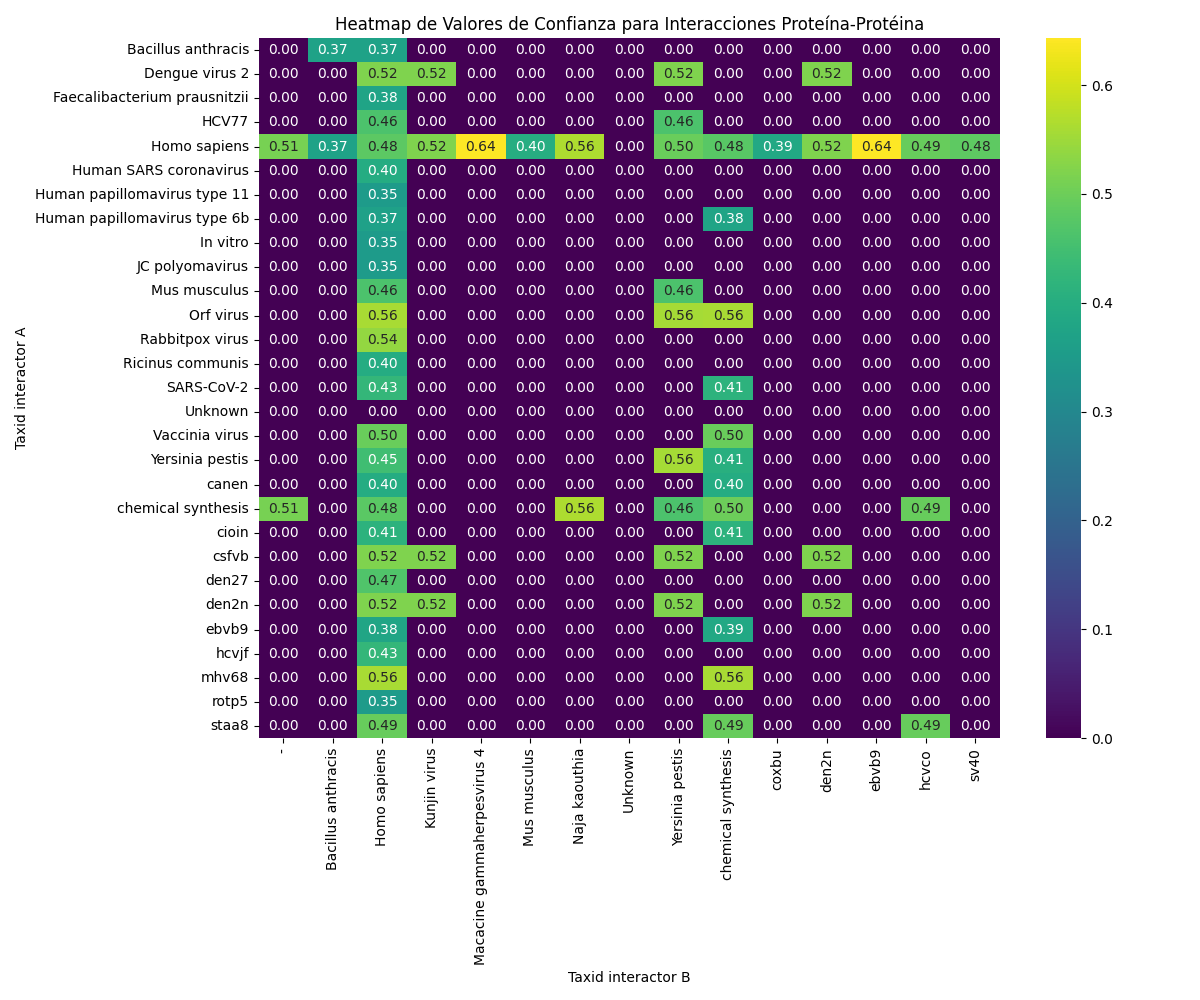 Heatmap de Valores de Confianza para Interacciones Proteína-Protéina
Bacillus anthracis 0.00 0.37 0.37 0.00 0.00 0.00 0.00 0.00 0.00 0.00 0.00 0.00 0.00 0.00 0.00
Dengue virus 2 0.00 0.00 0.52 0.52 0.00 0.00 0.00 0.00 0.52 0.00 0.00 0.52 0.00 0.00 0.00
Faecalibacterium prausnitzii 0.00 0.00 0.38 0.00 0.00 0.00 0.00 0.00 0.00 0.00 0.00 0.00 0.00 0.00 0.00
HCV77 0.00 0.00 0.46 0.00 0.00 0.00 0.00 0.00 0.46 0.00 0.00 0.00 0.00 0.00 0.00
Homo sapiens 0.51 0.37 0.48 0.52 0.64 0.40 0.56 0.00 0.50 0.48 0.39 0.52 0.64 0.49 0.48
Human SARS coronavirus 0.00 0.00 0.40 0.00 0.00 0.00 0.00 0.00 0.00 0.00 0.00 0.00 0.00 0.00 0.00
Human papillomavirus type 11 0.00 0.00 0.35 0.00 0.00 0.00 0.00 0.00 0.00 0.00 0.00 0.00 0.00 0.00 0.00
Human papillomavirus type 6b 0.00 0.00 0.37 0.00 0.00 0.00 0.00 0.00 0.00 0.38 0.00 0.00 0.00 0.00 0.00
In vitro 0.00 0.00 0.35 0.00 0.00 0.00 0.00 0.00 0.00 0.00 0.00 0.00 0.00 0.00 0.00
JC polyomavirus 0.00 0.00 0.35 0.00 0.00 0.00 0.00 0.00 0.00 0.00 0.00 0.00 0.00 0.00 0.00
Mus musculus 0.00 0.00 0.46 0.00 0.00 0.00 0.00 0.00 0.46 0.00 0.00 0.00 0.00 0.00 0.00
Orf virus 0.00 0.00 0.56 0.00 0.00 0.00 0.00 0.00 0.56 0.56 0.00 0.00 0.00 0.00 0.00
Rabbitpox virus 0.00 0.00 0.54 0.00 0.00 0.00 0.00 0.00 0.00 0.00 0.00 0.00 0.00 0.00 0.00
Ricinus communis 0.00 0.00 0.40 0.00 0.00 0.00 0.00 0.00 0.00 0.00 0.00 0.00 0.00 0.00 0.00
SARS-CoV-2 0.00 0.00 0.43 0.00 0.00 0.00 0.00 0.00 0.00 0.41 0.00 0.00 0.00 0.00 0.00
Unknown 0.00 0.00 0.00 0.00 0.00 0.00 0.00 0.00 0.00 0.00 0.00 0.00 0.00 0.00 0.00
Vaccinia virus 0.00 0.00 0.50 0.00 0.00 0.00 0.00 0.00 0.00 0.50 0.00 0.00 0.00 0.00 0.00
Yersinia pestis 0.00 0.00 0.45 0.00 0.00 0.00 0.00 0.00 0.56 0.41 0.00 0.00 0.00 0.00 0.00
canen 0.00 0.00 0.40 0.00 0.00 0.00 0.00 0.00 0.00 0.40 0.00 0.00 0.00 0.00 0.00
chemical synthesis 0.51 0.00 0.48 0.00 0.00 0.00 0.56 0.00 0.46 0.50 0.00 0.00 0.00 0.49 0.00
cioin 0.00 0.00 0.41 0.00 0.00 0.00 0.00 0.00 0.00 0.41 0.00 0.00 0.00 0.00 0.00
csfvb 0.00 0.00 0.52 0.52 0.00 0.00 0.00 0.00 0.52 0.00 0.00 0.52 0.00 0.00 0.00
den27 0.00 0.00 0.47 0.00 0.00 0.00 0.00 0.00 0.00 0.00 0.00 0.00 0.00 0.00 0.00
den2n 0.00 0.00 0.52 0.52 0.00 0.00 0.00 0.00 0.52 0.00 0.00 0.52 0.00 0.00 0.00
ebvb9 0.00 0.00 0.38 0.00 0.00 0.00 0.00 0.00 0.00 0.39 0.00 0.00 0.00 0.00 0.00
hcvjf 0.00 0.00 0.43 0.00 0.00 0.00 0.00 0.00 0.00 0.00 0.00 0.00 0.00 0.00 0.00
mhv68 0.00 0.00 0.56 0.00 0.00 0.00 0.00 0.00 0.00 0.56 0.00 0.00 0.00 0.00 0.00
rotp5 0.00 0.00 0.35 0.00 0.00 0.00 0.00 0.00 0.00 0.00 0.00 0.00 0.00 0.00 0.00
staa8 0.00 0.00 0.49 0.00 0.00 0.00 0.00 0.00 0.00 0.49 0.00 0.00 0.00 0.49 0.00
Taxid interactor A
-
Bacillus anthracis
Homo sapiens
Kunjin virus
Macacine gammaherpesvirus 4
Mus musculus
Naja kaouthia
Unknown
Yersinia pestis
chemical synthesis
coxbu
den2n
ebvb9
hcvco
sv40
Taxid interactor B
0.6
0.5
0.4
0.3
0.2
0.1
0.0